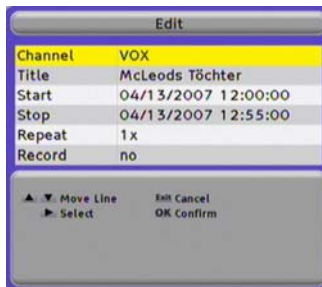 Edit
Channel VOX
Title McLeods Töchter
Start 04/13/2007 12:00:00
Stop 04/13/2007 12:55:00
Repeat 1x
Record no
▲ ▼ Move Line Exit Cancel
► Select OK Confirm